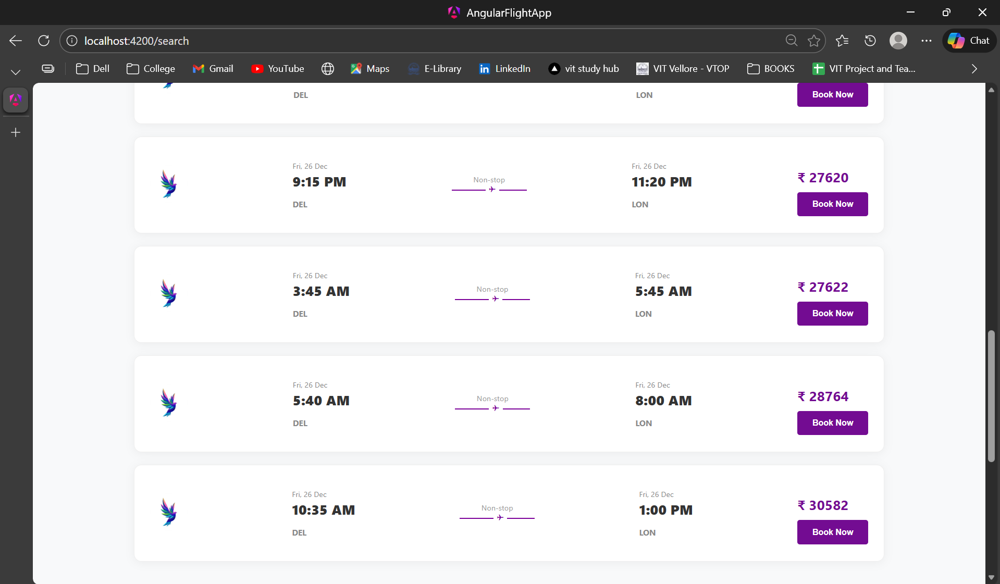 AngularFlightApp
localhost:4200/search
Chat
Dell
College
Gmail
YouTube
Maps
E-Library
LinkedIn
vit study hub
VIT Vellore - VTOP
BOOKS
VIT Project and Tea...
DEL
LON
Book Now
Fri, 26 Dec
9:15 PM
DEL
Non-stop
Fri, 26 Dec
11:20 PM
LON
₹ 27620
Book Now
Fri, 26 Dec
3:45 AM
DEL
Non-stop
Fri, 26 Dec
5:45 AM
LON
₹ 27622
Book Now
Fri, 26 Dec
5:40 AM
DEL
Non-stop
Fri, 26 Dec
8:00 AM
LON
₹ 28764
Book Now
Fri, 26 Dec
10:35 AM
DEL
Non-stop
Fri, 26 Dec
1:00 PM
LON
₹ 30582
Book Now